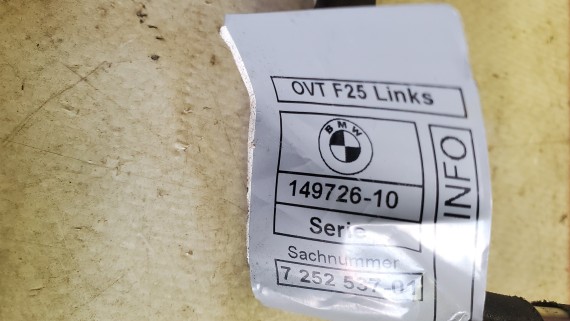 OVT F25 Links
BMW
149726-10
Serie
Sachnummer
7 252 537-01
INFO